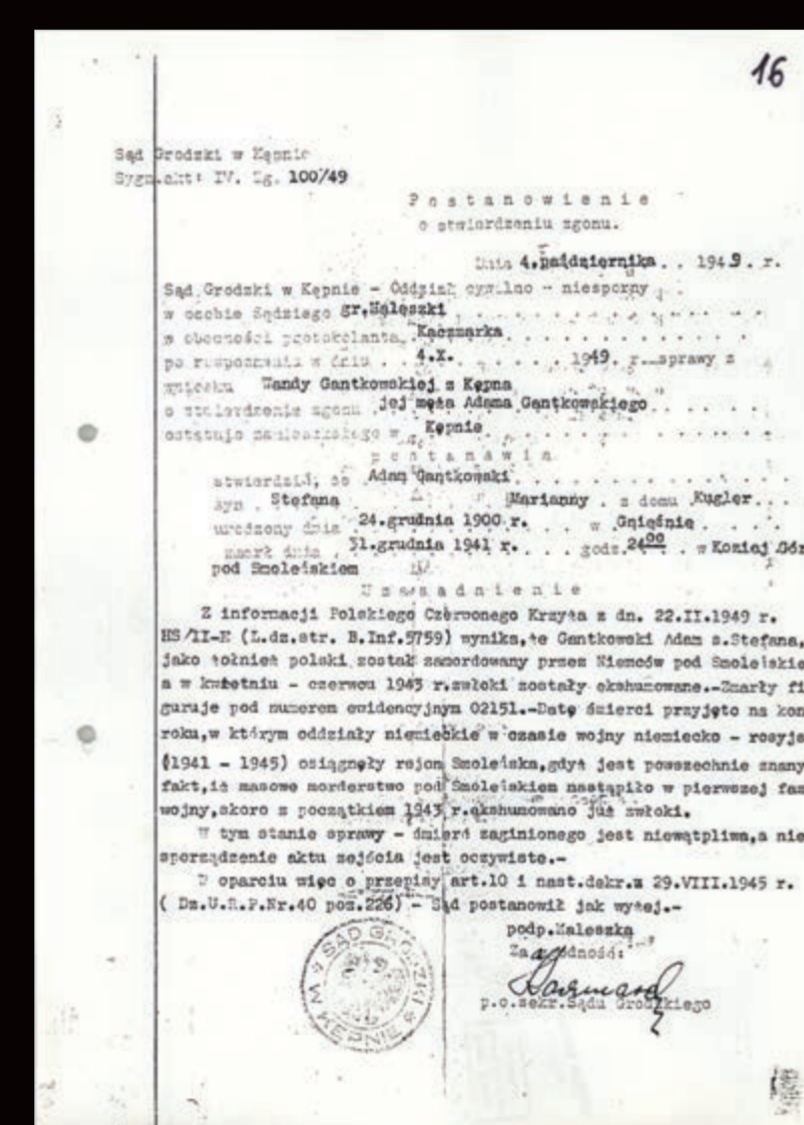 16
Sąd Grodzki w Kępnie
Sygn.akt: IV. Zg. 100/49
P o s t a n o w i e n i e
o stwierdzeniu zgonu.
Dnia 4.października . . 1949. r.
Sąd Grodzki w Kępnie - Oddział cywilno - niesporny
w osobie Sędziego gr.
w obecności protokolanta. Kaczmarka . . . . . . . . . . . . . .
po rozpoznaniu w dniu . . 4.X. . . . . . . 1949. r. sprawy z
wniosku Wandy Gantkowskiej z Kępna
o stwierdzenie zgonu .jej męża Adama Gantkowskiego . . . . .
ostatnio zamieszkałego w . Kępnie . . . . . . . . . . . . . .
p o s t a n a w i a
stwierdzić, że .Adam Gantkowski . . . . . . . . . . . . . .
syn . Stefana Marianny . z domu .Kugler. . .
urodzony dnia . 24.grudnia 1900 r. . . . w . Gnieźnie . . . .
zmarł dnia . 31.grudnia 1941 r. . . . godz.24⁰⁰ . w Koziej Gór
pod Smoleńskiem
U z a s a d n i e n i e
Z informacji Polskiego Czerwonego Krzyża z dn. 22.II.1949 r.
HS/II-E (L.dz.str. B.Inf.5759) wynika,że Gantkowski Adam s.Stefana,
jako żołnież polski został zamordowany przez Niemców pod Smoleńskie
a w kwietniu - czerwcu 1943 r.zwłoki zostały ekshumowane.-Zmarły fi
guruje pod numerem ewidencyjnym 02151.-Datę śmierci przyjęto na kon
roku,w którym oddziały niemieckie w czasie wojny niemiecko - rosyjs
(1941 - 1945) osiągnęły rejon Smoleńska,gdyż jest powszechnie znany
fakt,iż masowe morderstwo pod Smoleńskiem nastąpiło w pierwszej faz
wojny,skoro z początkiem 1943 r.ekshumowano już zwłoki.
W tym stanie sprawy - śmierć zaginionego jest niewątpliwa,a nie
sporządzenie aktu zejścia jest oczywiste.-
W oparciu więc o przepisy art.10 i nast.dekr.z 29.VIII.1945 r.
( Dz.U.R.P.Nr.40 poz.226) - Sąd postanowił jak wyżej.-
podp.Maleszka
Za zgodność:
p.o.sekr.Sądu Grodzkiego
SĄD GRODZKI
W KĘPNIE